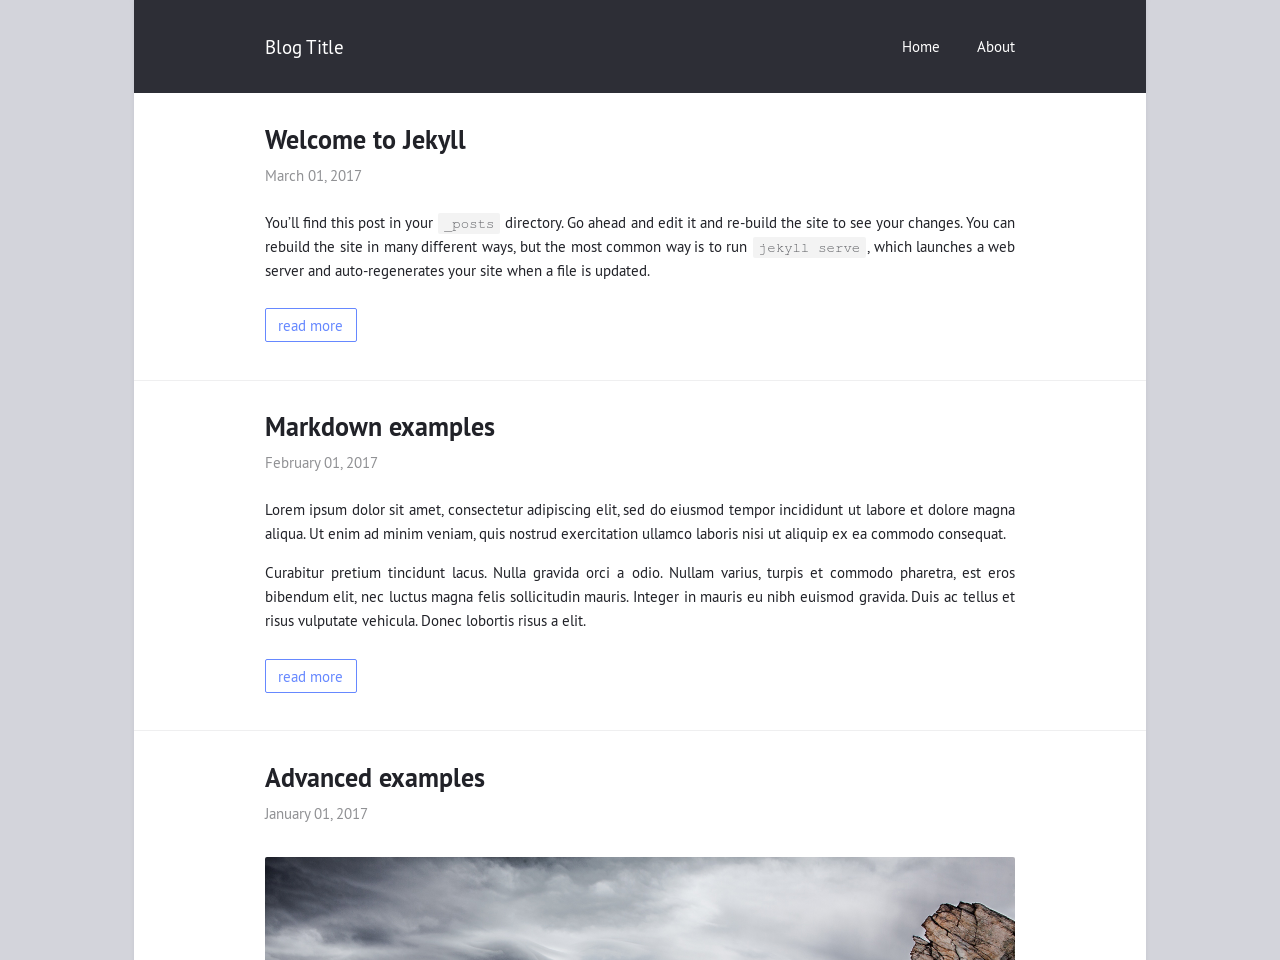 Blog Title
Home
About
Welcome to Jekyll
March 01, 2017
You’ll find this post in your _posts directory. Go ahead and edit it and re-build the site to see your changes. You can
rebuild the site in many different ways, but the most common way is to run jekyll serve, which launches a web
server and auto-regenerates your site when a file is updated.
read more
Markdown examples
February 01, 2017
Lorem ipsum dolor sit amet, consectetur adipiscing elit, sed do eiusmod tempor incididunt ut labore et dolore magna
aliqua. Ut enim ad minim veniam, quis nostrud exercitation ullamco laboris nisi ut aliquip ex ea commodo consequat.
Curabitur pretium tincidunt lacus. Nulla gravida orci a odio. Nullam varius, turpis et commodo pharetra, est eros
bibendum elit, nec luctus magna felis sollicitudin mauris. Integer in mauris eu nibh euismod gravida. Duis ac tellus et
risus vulputate vehicula. Donec lobortis risus a elit.
read more
Advanced examples
January 01, 2017